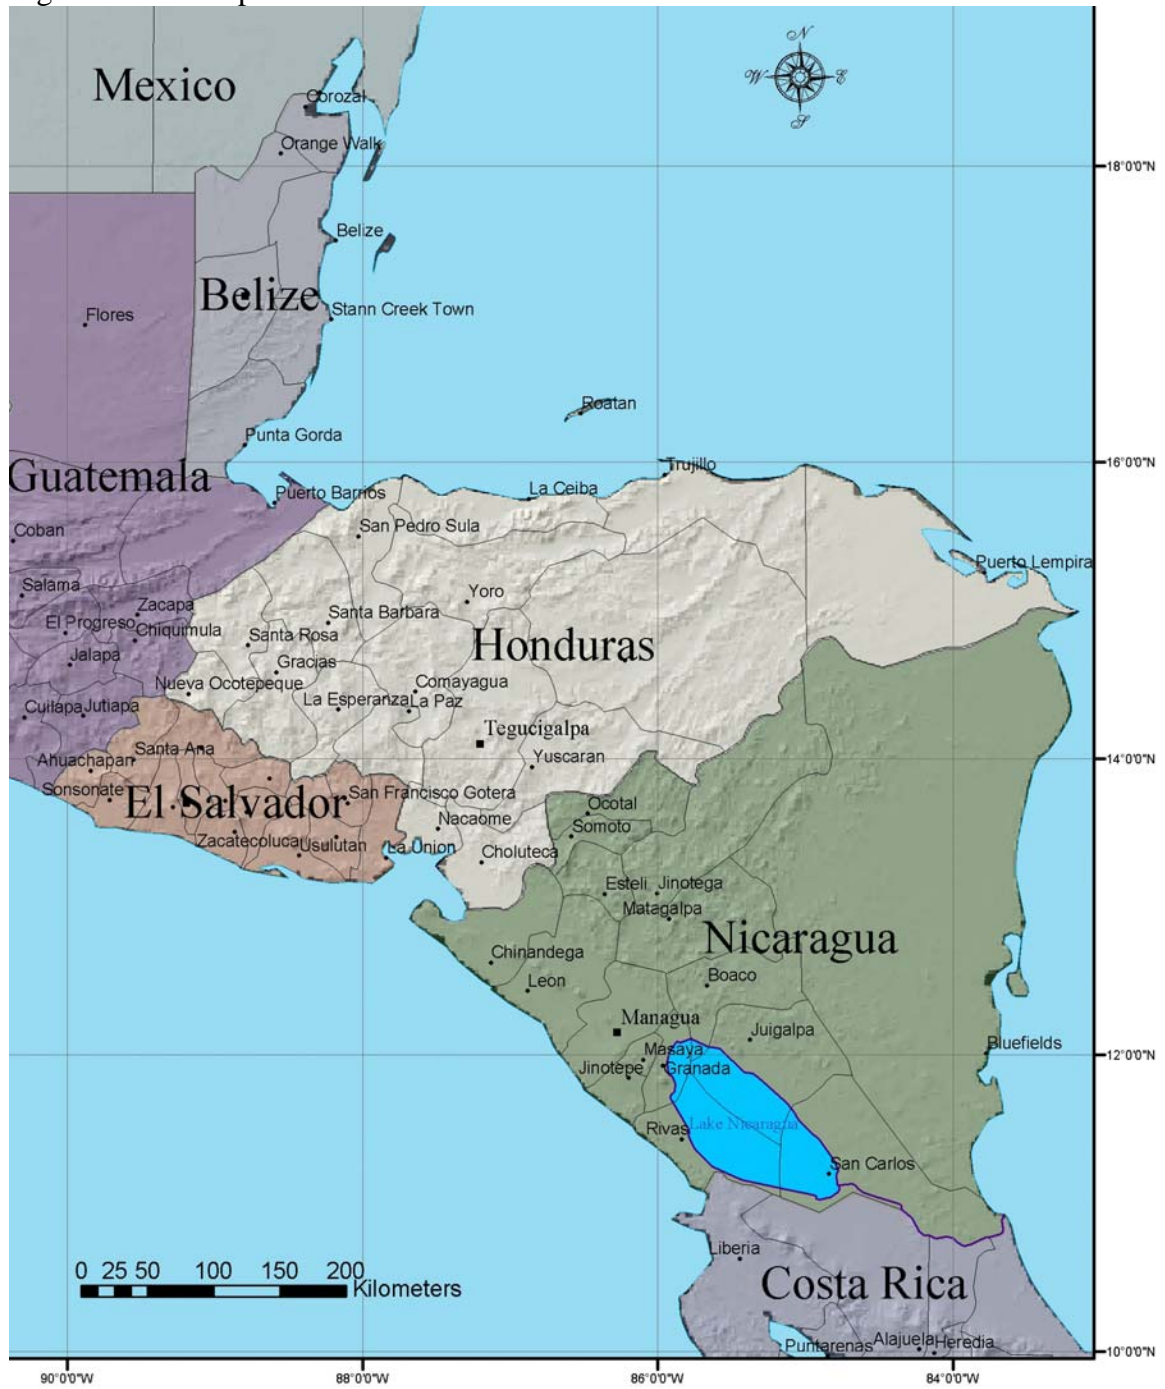 N
W E
S
Mexico
Corozal
Orange Walk
18°0'0"N
Belize
Belize
Stann Creek Town
Flores
Roatan
Punta Gorda
Guatemala
Trujillo
16°0'0"N
La Ceiba
Puerto Barrios
San Pedro Sula
Coban
Puerto Lempira
Salama
Zacapa
Yoro
Santa Barbara
El Progreso
Chiquimula
Santa Rosa
Honduras
Jalapa
Gracias
Nueva Ocotepeque
Comayagua
La Esperanza
La Paz
Cuilapa
Jutiapa
Tegucigalpa
Santa Ana
Yuscaran
14°0'0"N
Ahuachapan
Sonsonate
El Salvador
San Francisco Gotera
Ocotal
Nacaome
Somoto
Zacatecoluca
Usulutan
La Union
Choluteca
Esteli
Jinotega
Matagalpa
Nicaragua
Chinandega
Leon
Boaco
Managua
Juigalpa
Bluefields
12°0'0"N
Masaya
Jinotepe
Granada
Rivas
Lake Nicaragua
San Carlos
Liberia
Costa Rica
0 25 50 100 150 200
Kilometers
Puntarenas
Alajuela
Heredia
10°0'0"N
90°0'0"W 88°0'0"W 86°0'0"W 84°0'0"W